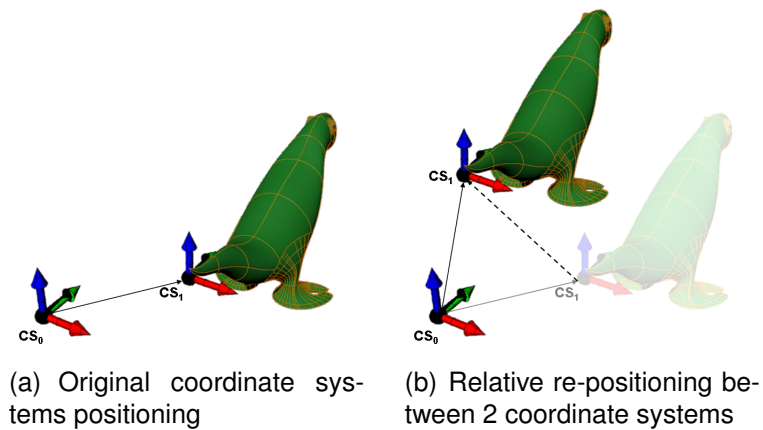 CS₁
CS₁
CS₁
CS₀
CS₀
(a) Original coordinate sys-
tems positioning
(b) Relative re-positioning be-
tween 2 coordinate systems